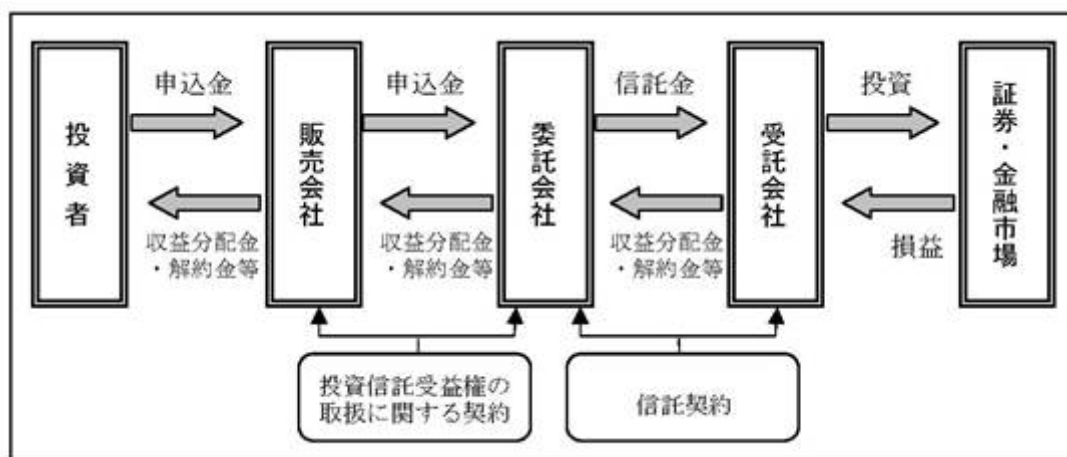 投資者
申込金
収益分配金
・解約金等
販売会社
申込金
収益分配金
・解約金等
委託会社
信託金
収益分配金
・解約金等
受託会社
投資
損益
証券・金融市場
投資信託受益権の
取扱に関する契約
信託契約